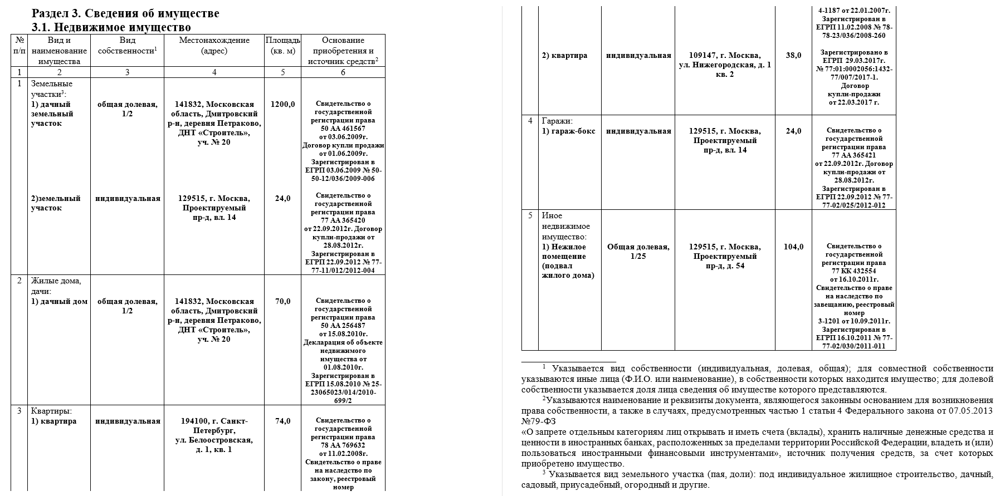 Раздел 3. Сведения об имуществе
3.1. Недвижимое имущество
№ п/п
Вид и наименование имущества
Вид собственности1
Местонахождение (адрес)
Площадь (кв. м)
Основание приобретения и источник средств2
1 2 3 4 5 6
1
Земельные
участки3:
1) дачный
земельный
участок
общая долевая,
1/2
141832, Московская
область, Дмитровский
р-н, деревня Петраково,
ДНТ «Строитель»,
уч. № 20
1200,0
Свидетельство о
государственной
регистрации права
50 АА 461567
от 03.06.2009г.
Договор купли продажи
от 01.06.2009г.
Зарегистрирован в
ЕГРП 03.06.2009 № 50-
50-12/036/2009-006
2)земельный
участок
индивидуальная
129515, г. Москва,
Проектируемый
пр-д, вл. 14
24,0
Свидетельство о
государственной
регистрации права
77 АА 365420
от 22.09.2012г. Договор
купли-продажи от
28.08.2012г.
Зарегистрирован в
ЕГРП 22.09.2012 № 77-
77-11/012/2012-004
2
Жилые дома,
дачи:
1) дачный дом
общая долевая,
1/2
141832, Московская
область, Дмитровский
р-н, деревня Петраково,
ДНТ «Строитель»,
уч. № 20
70,0
Свидетельство о
государственной
регистрации права
50 АА 256487
от 15.08.2010г.
Декларация об объекте
недвижимого
имущества от
01.08.2010г.
Зарегистрирован в
ЕГРП 15.08.2010 № 25-
23065023/014/2010-
699/2
3
Квартиры:
1) квартира
индивидуальная
194100, г. Санкт-
Петербург,
ул. Белоостровская,
д. 1, кв. 1
74,0
Свидетельство о
государственной
регистрации права
78 АА 769632
от 11.02.2008г.
Свидетельство о праве
на наследство по
закону, реестровый
номер
4-1187 от 22.01.2007г.
Зарегистрирован в
ЕГРП 11.02.2008 № 78-
78-23/036/2008-260
2) квартира
индивидуальная
109147, г. Москва,
ул. Нижегородская, д. 1
кв. 2
38,0
Зарегистрировано в
ЕГРП 29.03.2017г.
№ 77:01:0002056:1432-
77/007/2017-1.
Договор
купли-продажи
от 22.03.2017 г.
4
Гаражи:
1) гараж-бокс
индивидуальная
129515, г. Москва,
Проектируемый
пр-д, вл. 14
24,0
Свидетельство о
государственной
регистрации права
77 АА 365421
от 22.09.2012г. Договор
купли-продажи от
28.08.2012г.
Зарегистрирован в
ЕГРП 22.09.2012 № 77-
77-02/025/2012-012
5
Иное
недвижимое
имущество:
1) Нежилое
помещение
(подвал
жилого дома)
Общая долевая,
1/25
129515, г. Москва,
Проектируемый
пр-д, д. 54
104,0
Свидетельство о
государственной
регистрации права
77 КК 432554
от 16.10.2011г.
Свидетельство о праве
на наследство по
завещанию, реестровый
номер
3-1201 от 10.09.2011г.
Зарегистрирован в
ЕГРП 16.10.2011 № 77-
77-02/030/2011-011
1 Указывается вид собственности (индивидуальная, долевая, общая); для совместной собственности
указываются иные лица (Ф.И.О. или наименование), в собственности которых находится имущество; для долевой
собственности указывается доля лица сведения об имуществе которого представляются.
2Указываются наименование и реквизиты документа, являющегося законным основанием для возникновения
права собственности, а также в случаях, предусмотренных частью 1 статьи 4 Федерального закона от 07.05.2013
№79-ФЗ
«О запрете отдельным категориям лиц открывать и иметь счета (вклады), хранить наличные денежные средства и
ценности в иностранных банках, расположенных за пределами территории Российской Федерации, владеть и (или)
пользоваться иностранными финансовыми инструментами», источник получения средств, за счет которых
приобретено имущество.
3 Указывается вид земельного участка (пая, доли): под индивидуальное жилищное строительство, дачный,
садовый, приусадебный, огородный и другие.